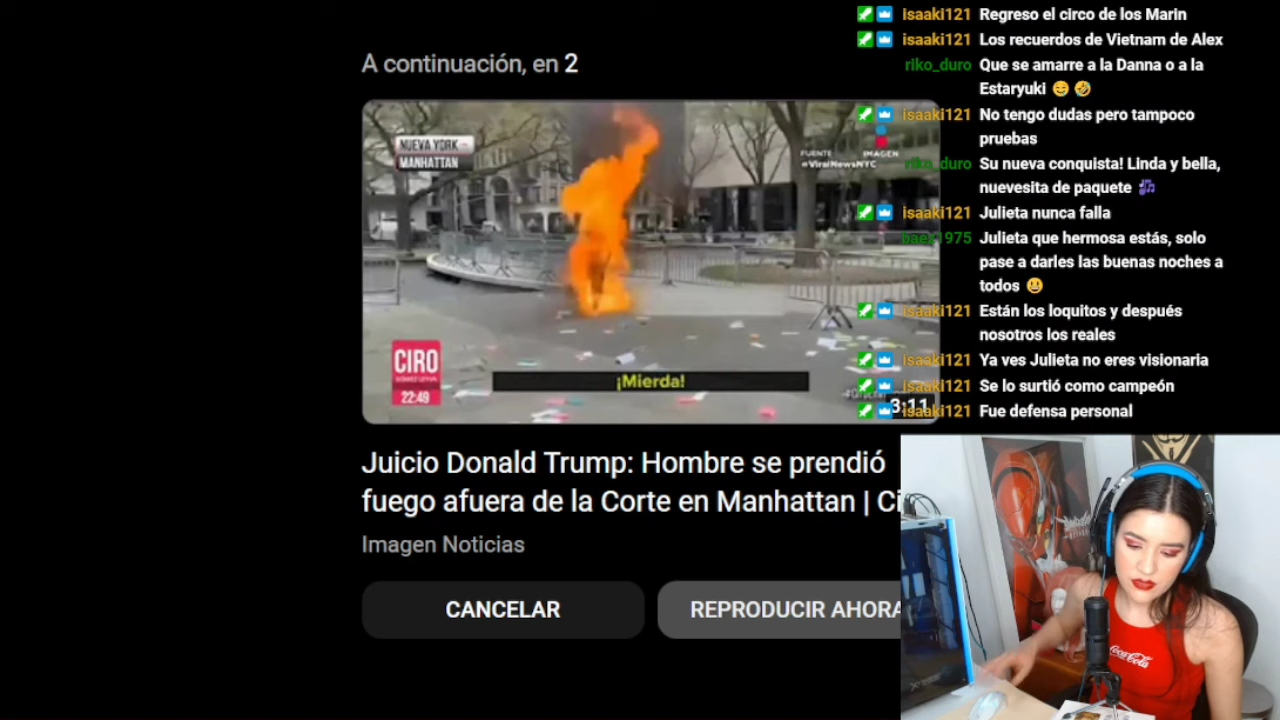 A continuación, en 2
NUEVA YORK –
MANHATTAN
FUENTE IMAGEN
#ViralNewsNYC
¡Mierda!
CIRO
GÓMEZ LEYVA
22:49
3:11
Juicio Donald Trump: Hombre se prendió
fuego afuera de la Corte en Manhattan | Ci
Imagen Noticias
CANCELAR
REPRODUCIR AHORA
isaaki121 Regreso el circo de los Marin
isaaki121 Los recuerdos de Vietnam de Alex
riko_duro Que se amarre a la Danna o a la
Estaryuki 😊 🤣
isaaki121 No tengo dudas pero tampoco
pruebas
riko_duro Su nueva conquista! Linda y bella,
nuevesita de paquete 🎶
isaaki121 Julieta nunca falla
baez1975 Julieta que hermosa estás, solo
pase a darles las buenas noches a
todos 😃
isaaki121 Están los loquitos y después
nosotros los reales
isaaki121 Ya ves Julieta no eres visionaria
isaaki121 Se lo surtió como campeón
isaaki121 Fue defensa personal
Coca-Cola